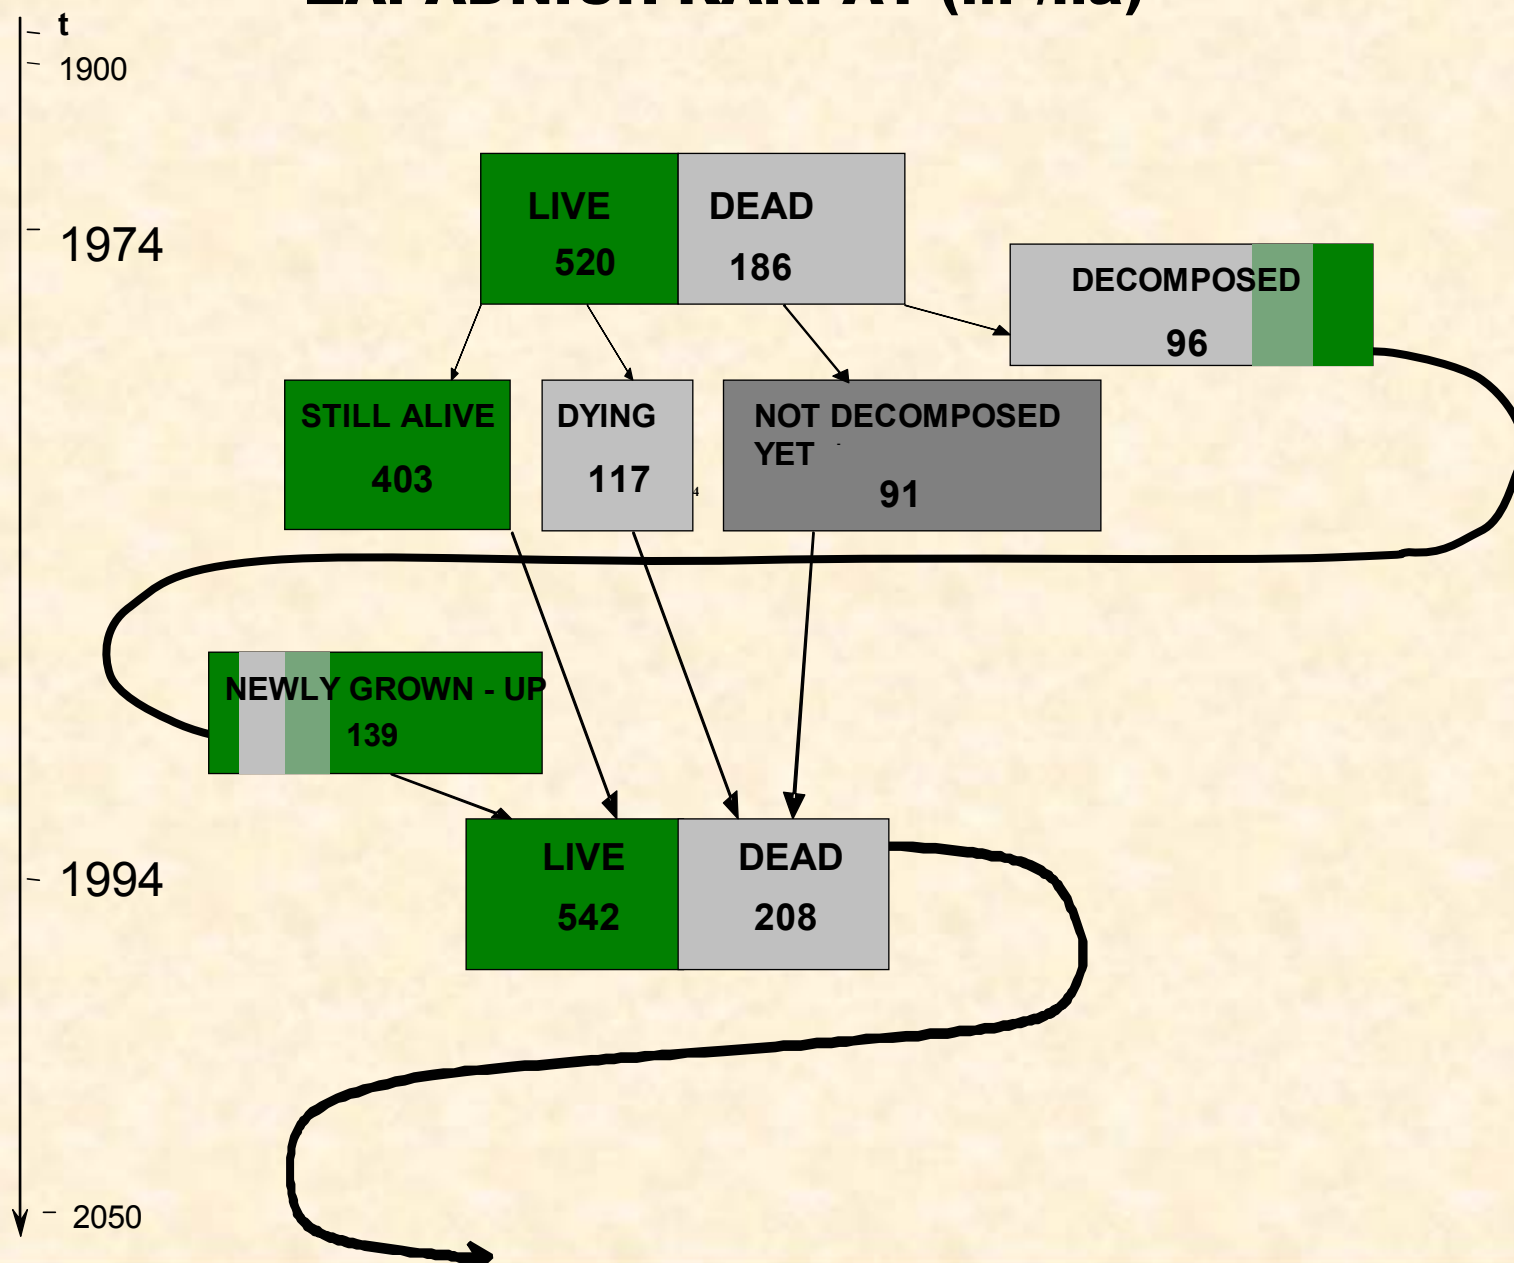 t
1900
LIVE DEAD
520 186
1974
DECOMPOSED
96
STILL ALIVE
403
DYING
117
4
NOT DECOMPOSED
YET
91
NEWLY GROWN - UP
139
LIVE DEAD
542 208
1994
2050